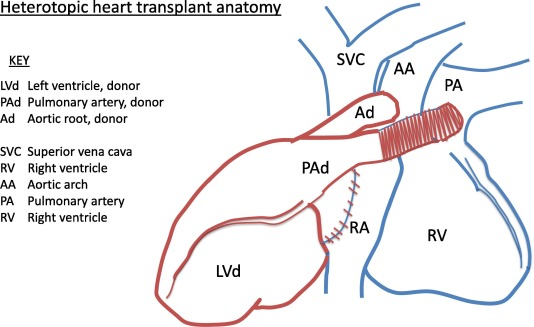 Heterotopic heart transplant anatomy
KEY
LVd Left ventricle, donor
PAd Pulmonary artery, donor
Ad Aortic root, donor
SVC Superior vena cava
RV Right ventricle
AA Aortic arch
PA Pulmonary artery
RV Right ventricle
SVC
AA
PA
Ad
PAd
RA
RV
LVd